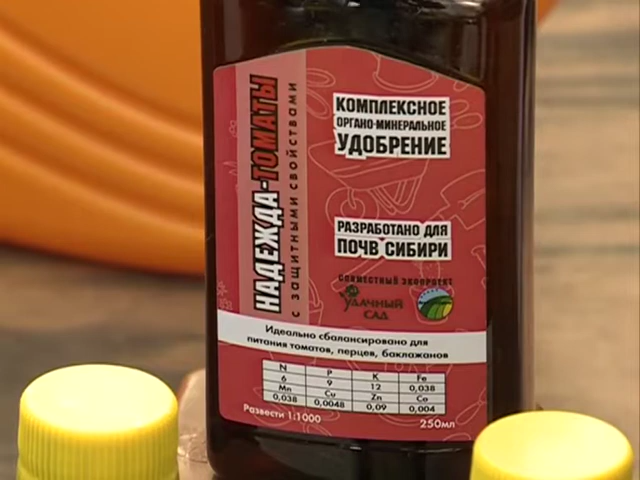 НАДЕЖДА-ТОМАТЫ
с защитными свойствами
КОМПЛЕКСНОЕ
ОРГАНО-МИНЕРАЛЬНОЕ
УДОБРЕНИЕ
РАЗРАБОТАНО ДЛЯ
ПОЧВ СИБИРИ
СОВМЕСТНЫЙ ЭКОПРОЕКТ
УДАЧНЫЙ
САД
Идеально сбалансировано для
питания томатов, перцев, баклажанов
N P K Fe
6 9 12 0,038
Mn Cu Zn Co
0,038 0,0048 0,09 0,004
Развести 1:1000 250мл